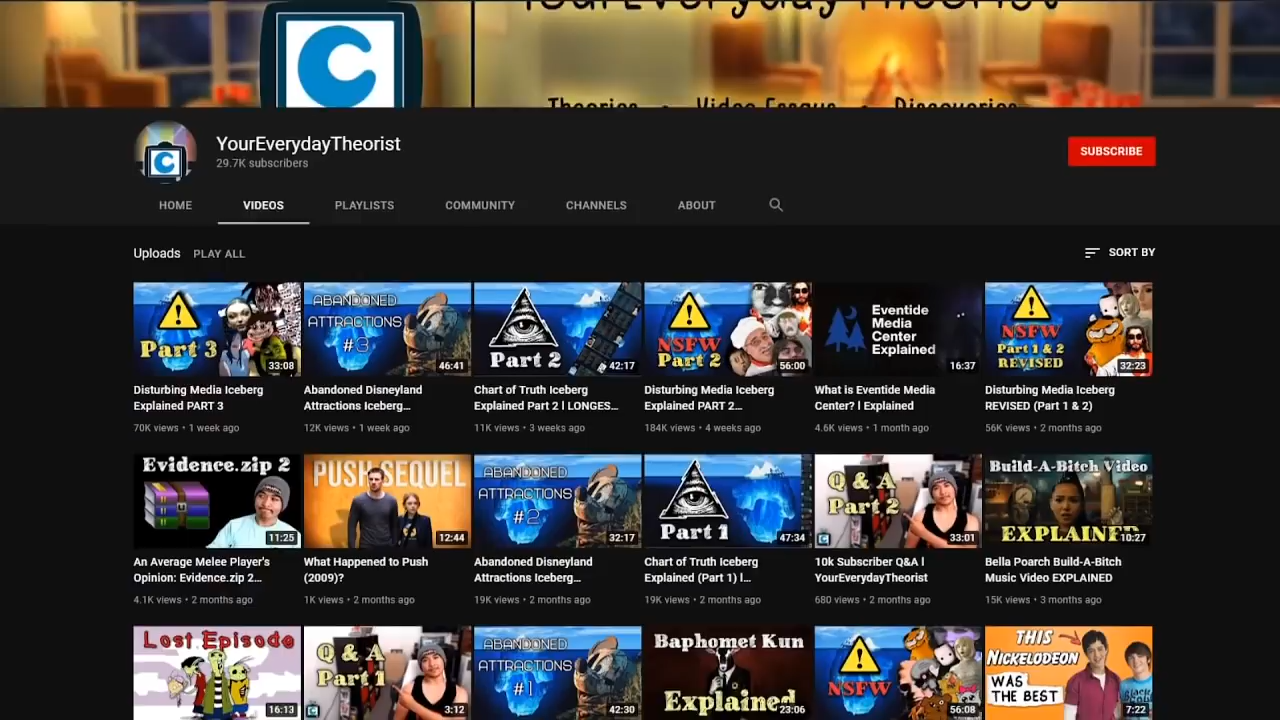 YourEverydayTheorist
Theories • Video Essays • Discoveries
C
YourEverydayTheorist
29.7K subscribers
SUBSCRIBE
HOME
VIDEOS
PLAYLISTS
COMMUNITY
CHANNELS
ABOUT
Uploads
PLAY ALL
SORT BY
Part 3
33:08
ABANDONED
ATTRACTIONS
#3
46:41
Part 2
42:17
NSFW
Part 2
56:00
Eventide
Media
Center
Explained
16:37
NSFW
Part 1 & 2
REVISED
32:23
Disturbing Media Iceberg
Explained PART 3
70K views • 1 week ago
Abandoned Disneyland
Attractions Iceberg...
12K views • 1 week ago
Chart of Truth Iceberg
Explained Part 2 l LONGES...
11K views • 3 weeks ago
Disturbing Media Iceberg
Explained PART 2...
184K views • 4 weeks ago
What is Eventide Media
Center? l Explained
4.6K views • 1 month ago
Disturbing Media Iceberg
REVISED (Part 1 & 2)
56K views • 2 months ago
Evidence.zip 2
11:25
PUSH SEQUEL
12:44
ABANDONED
ATTRACTIONS
#2
32:17
Part 1
47:34
Q & A
Part 2
33:01
Build-A-Bitch Video
EXPLAINED
10:27
An Average Melee Player's
Opinion: Evidence.zip 2...
4.1K views • 2 months ago
What Happened to Push
(2009)?
1K views • 2 months ago
Abandoned Disneyland
Attractions Iceberg...
19K views • 2 months ago
Chart of Truth Iceberg
Explained (Part 1) l...
19K views • 2 months ago
10k Subscriber Q&A l
YourEverydayTheorist
680 views • 2 months ago
Bella Poarch Build-A-Bitch
Music Video EXPLAINED
15K views • 3 months ago
Lost Episode
16:13
Q & A
Part 1
3:12
ABANDONED
ATTRACTIONS
#1
42:30
Baphomet Kun
Explained
23:06
NSFW
56:08
THIS
NICKELODEON
WAS
THE BEST
7:22